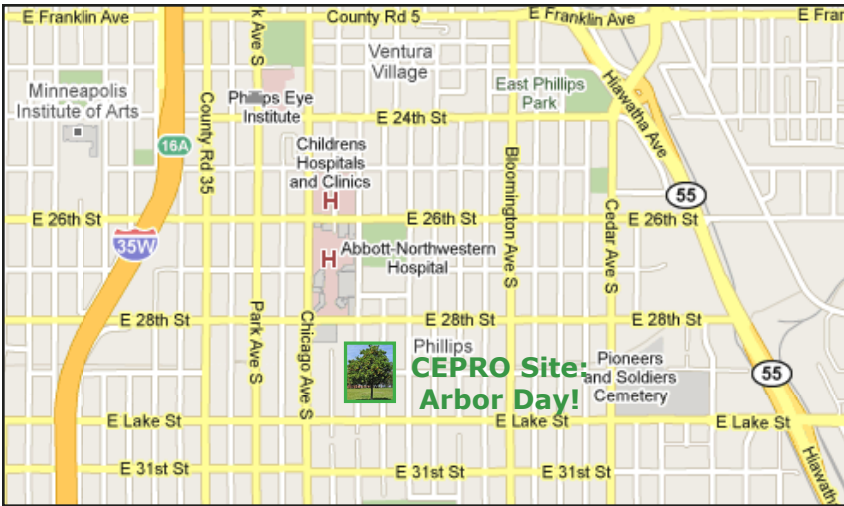 E Franklin Ave
County Rd 5
E Franklin Ave
E Fran
k Ave S
Ventura
Village
Minneapolis
Institute of Arts
East Phillips
Park
Hiawatha Ave
Institute
County Rd 35
E 24th St
16A
Childrens
Hospitals
and Clinics
Bloomington Ave S
H
55
Cedar Ave S
E 26th St
E 26th St
E 26th St
35W
H
Abbott-Northwestern
Hospital
Park Ave S
Chicago Ave S
E 28th St
E 28th St
E 28th St
Phillips
CEPRO Site:
Arbor Day!
Pioneers
and Soldiers
Cemetery
55
E Lake St
E Lake St
E Lake St
E 31st St
E 31st St
E 31st St
Hiawatha